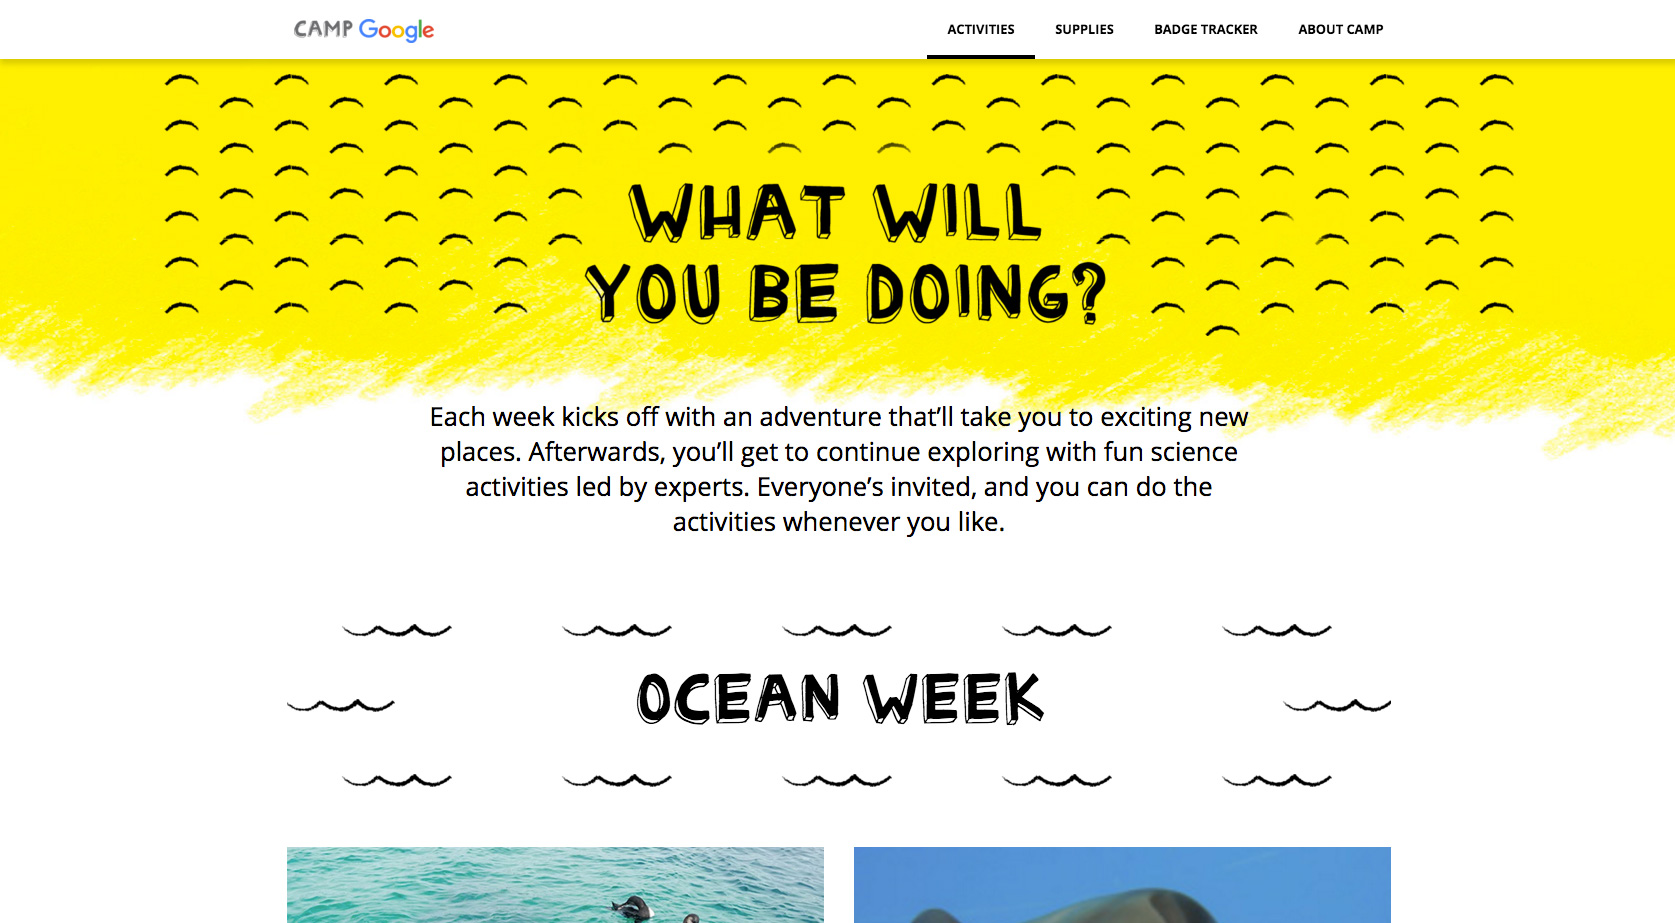 CAMP Google
ACTIVITIES
SUPPLIES
BADGE TRACKER
ABOUT CAMP
WHAT WILL
YOU BE DOING?
Each week kicks off with an adventure that’ll take you to exciting new
places. Afterwards, you’ll get to continue exploring with fun science
activities led by experts. Everyone’s invited, and you can do the
activities whenever you like.
OCEAN WEEK